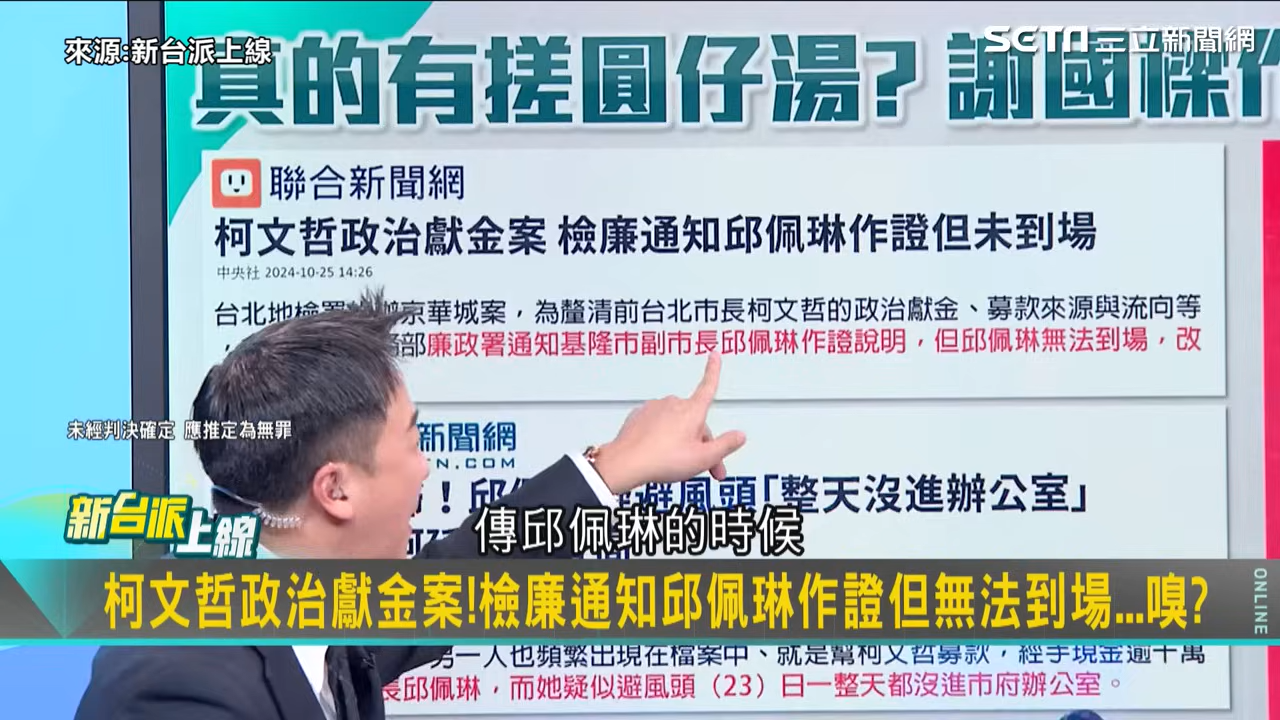 來源:新台派上線
SETN 三立新聞網
真的有搓圓仔湯? 謝國樑作
聯合新聞網
柯文哲政治獻金案 檢廉通知邱佩琳作證但未到場
中央社 2024-10-25 14:26
台北地檢署 京華城案，為釐清前台北市長柯文哲的政治獻金、募款來源與流向等
部廉政署通知基隆市副市長邱佩琳作證說明，但邱佩琳無法到場，改
未經判決確定 應推定為無罪
新聞網
N.COM
！邱 避風頭「整天沒進辦公室」
傳邱佩琳的時候
新台派上線
柯文哲政治獻金案!檢廉通知邱佩琳作證但無法到場...嗅?
ONLINE
另一人也頻繁出現在檔案中、就是幫柯文哲募款，經手現金逾千萬
長邱佩琳，而她疑似避風頭（23）日一整天都沒進市府辦公室。